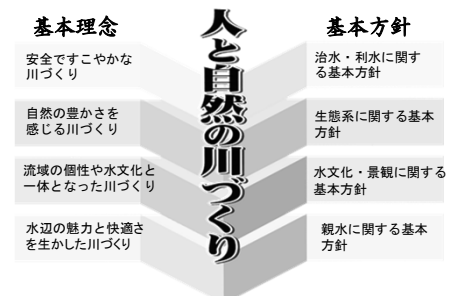 基本理念
安全ですこやかな
川づくり
自然の豊かさを
感じる川づくり
流域の個性や水文化と
一体となった川づくり
水辺の魅力と快適さ
を生かした川づくり
人と自然の川づくり
基本方針
治水・利水に関す
る基本方針
生態系に関する基本
方針
水文化・景観に関する
基本方針
親水に関する基本
方針